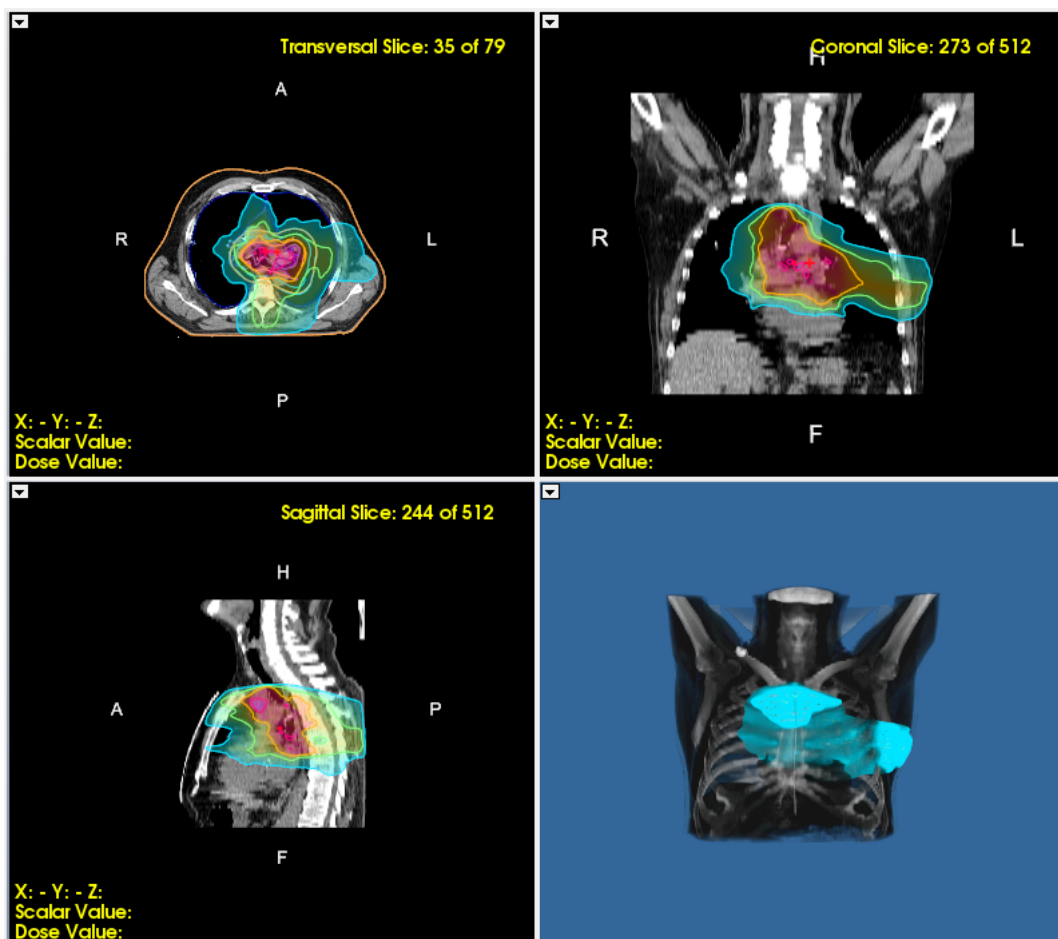 Transversal Slice: 35 of 79
A
R
L
P
X: - Y: - Z:
Scalar Value:
Dose Value:
Coronal Slice: 273 of 512
H
R
L
F
X: - Y: - Z:
Scalar Value:
Dose Value:
Sagittal Slice: 244 of 512
H
A
P
F
X: - Y: - Z:
Scalar Value:
Dose Value: